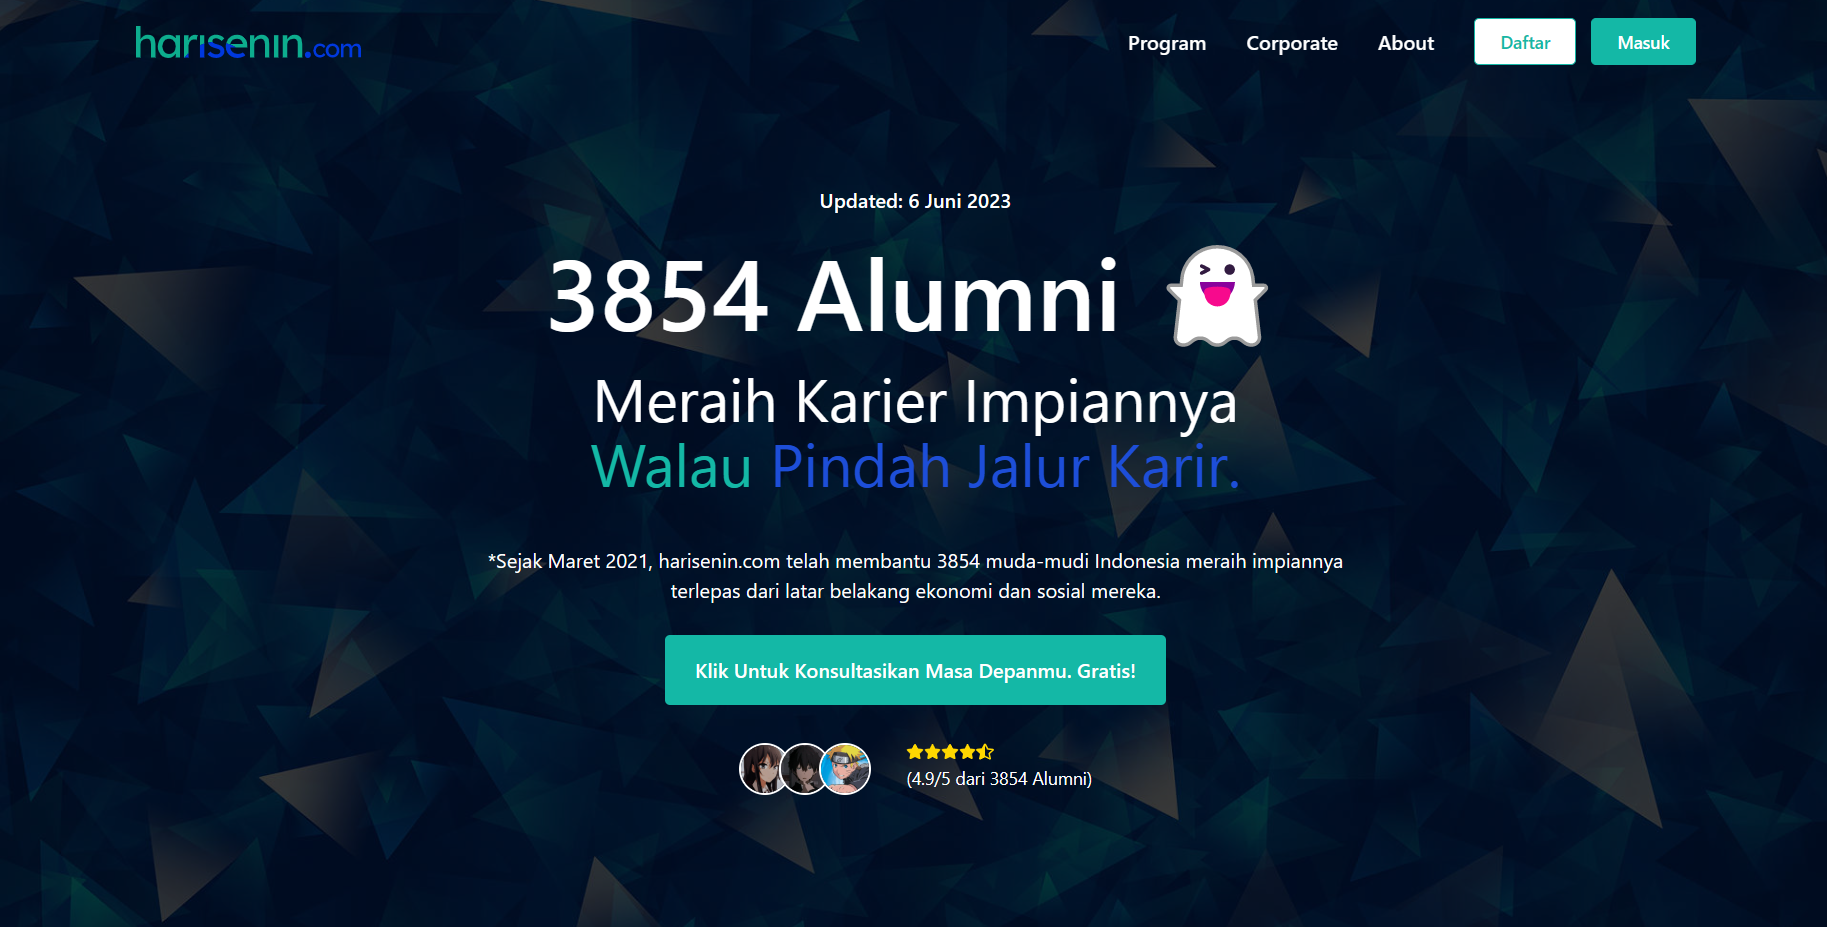 harisenin.com
Program Corporate About Daftar Masuk
Updated: 6 Juni 2023
3854 Alumni
Meraih Karier Impiannya
Walau Pindah Jalur Karir.
*Sejak Maret 2021, harisenin.com telah membantu 3854 muda-mudi Indonesia meraih impiannya
terlepas dari latar belakang ekonomi dan sosial mereka.
Klik Untuk Konsultasikan Masa Depanmu. Gratis!
(4.9/5 dari 3854 Alumni)